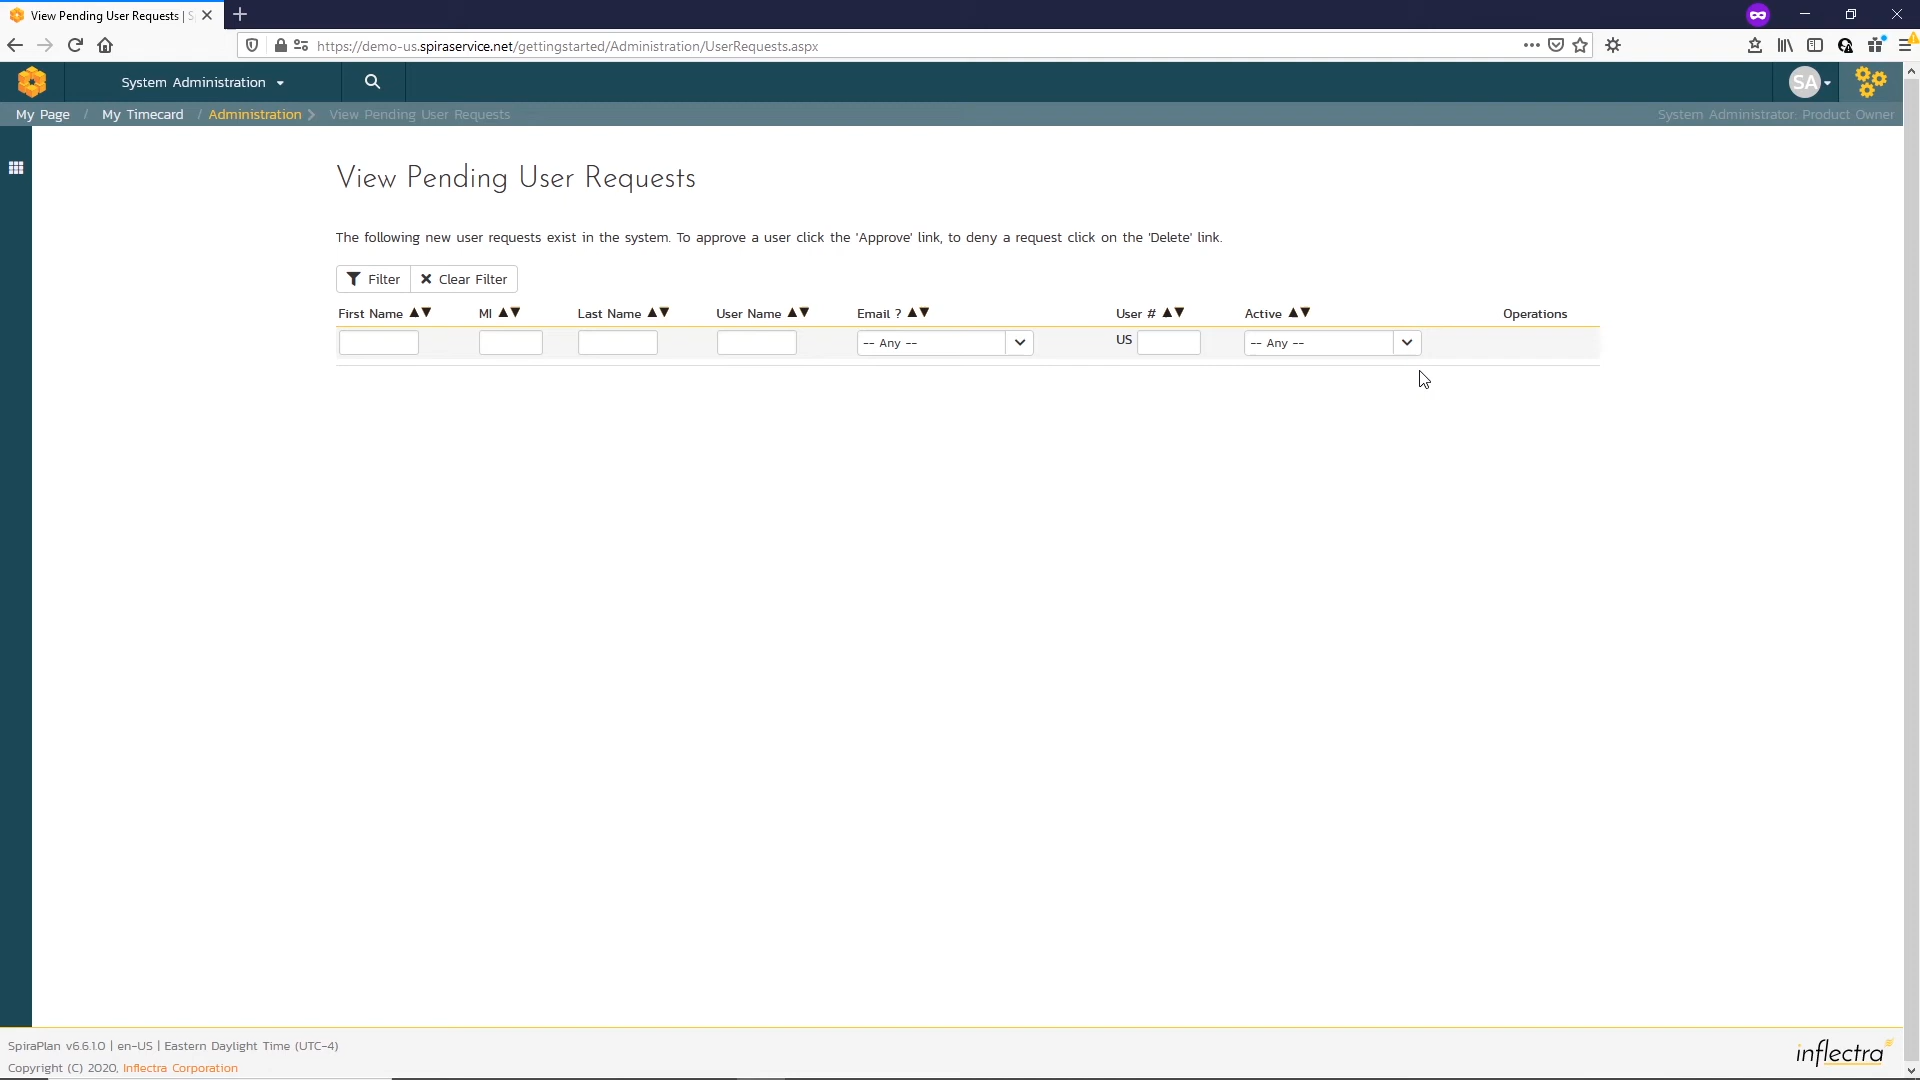 View Pending User Requests | S
https://demo-us.spiraservice.net/gettingstarted/Administration/UserRequests.aspx
System Administration
SA
My Page / My Timecard / Administration > View Pending User Requests
System Administrator: Product Owner
View Pending User Requests
The following new user requests exist in the system. To approve a user click the 'Approve' link, to deny a request click on the 'Delete' link.
Filter
Clear Filter
First Name ▲▼ MI ▲▼ Last Name ▲▼ User Name ▲▼ Email ? ▲▼ User # ▲▼ Active ▲▼ Operations
-- Any -- US -- Any --
SpiraPlan v6.6.1.0 | en-US | Eastern Daylight Time (UTC-4)
Copyright (C) 2020, Inflectra Corporation
inflectra